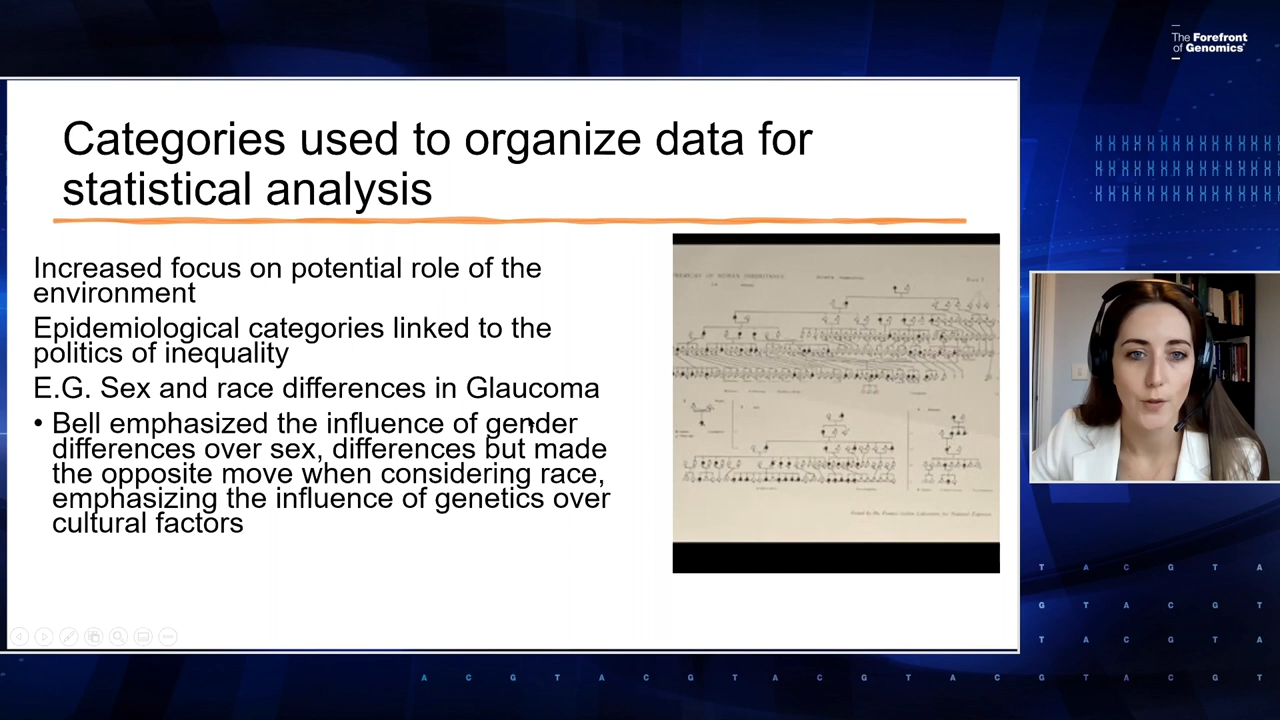 The Forefront
of Genomics
Categories used to organize data for
statistical analysis
Increased focus on potential role of the
environment
Epidemiological categories linked to the
politics of inequality
E.G. Sex and race differences in Glaucoma
• Bell emphasized the influence of gender
differences over sex, differences but made
the opposite move when considering race,
emphasizing the influence of genetics over
cultural factors
OF HUMAN INHERITANCE
T A C G T A
G T A C G T
T A C G T A
A C G T A C G T A C G T A C G T A C G T